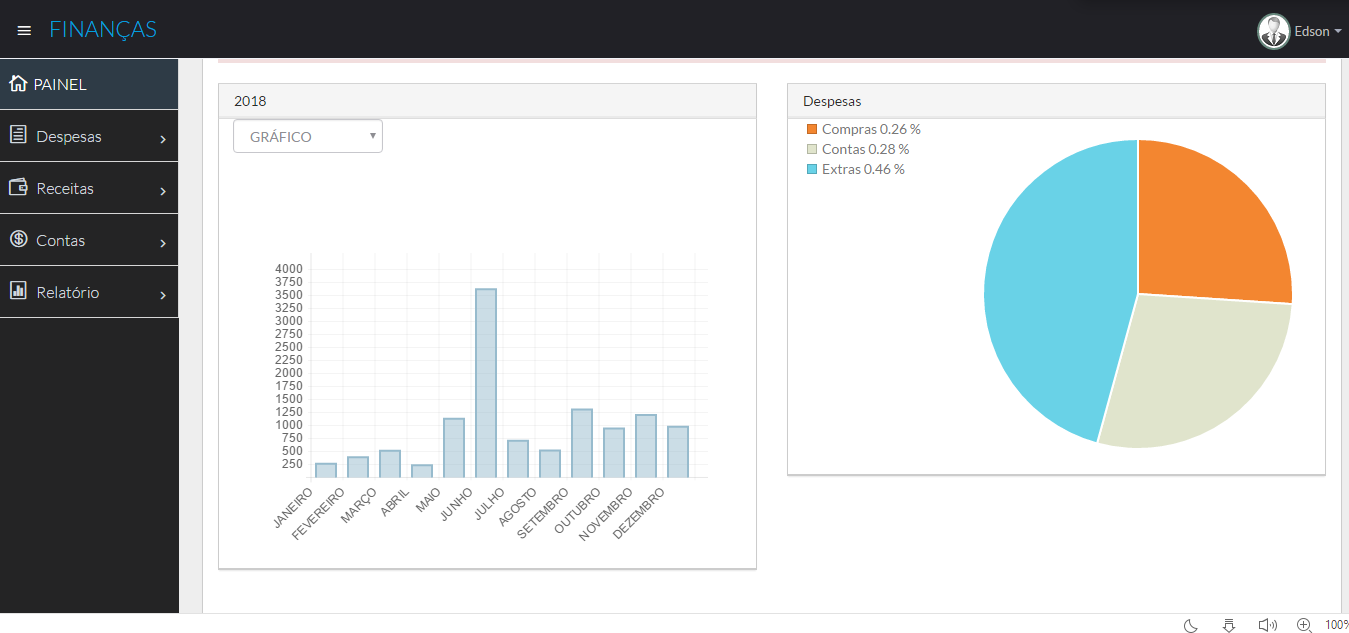 FINANÇAS
Edson
PAINEL
Despesas
Receitas
Contas
Relatório
2018
GRÁFICO
4000
3750
3500
3250
3000
2750
2500
2250
2000
1750
1500
1250
1000
750
500
250
JANEIRO
FEVEREIRO
MARÇO
ABRIL
MAIO
JUNHO
JULHO
AGOSTO
SETEMBRO
OUTUBRO
NOVEMBRO
DEZEMBRO
Despesas
Compras 0.26 %
Contas 0.28 %
Extras 0.46 %
100%